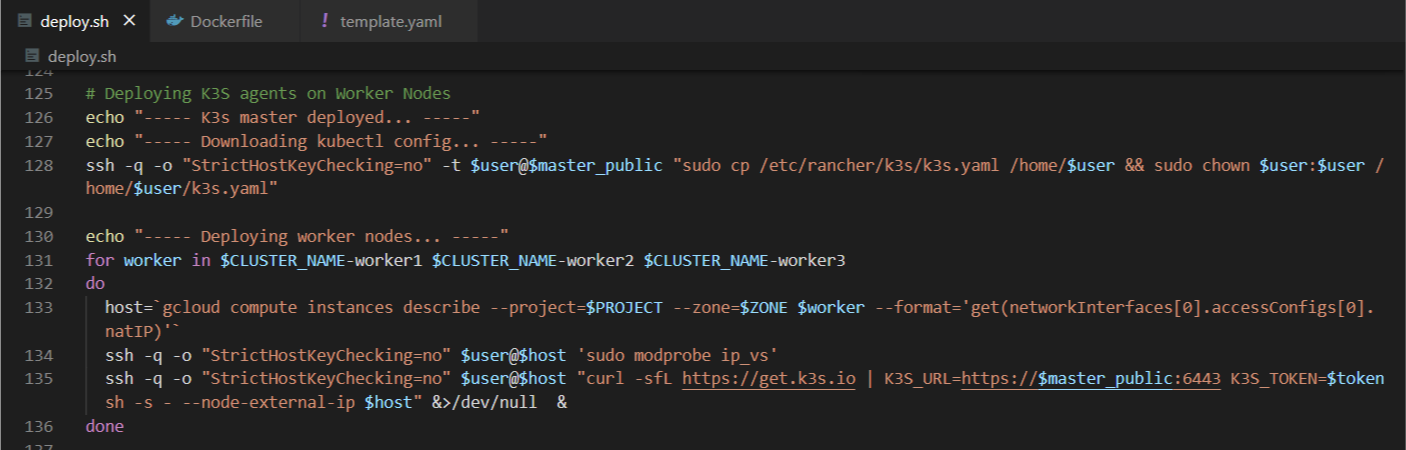 deploy.sh × Dockerfile ! template.yaml
deploy.sh
124
125 # Deploying K3S agents on Worker Nodes
126 echo "----- K3s master deployed... -----"
127 echo "----- Downloading kubectl config... -----"
128 ssh -q -o "StrictHostKeyChecking=no" -t $user@$master_public "sudo cp /etc/rancher/k3s/k3s.yaml /home/$user && sudo chown $user:$user /
home/$user/k3s.yaml"
129
130 echo "----- Deploying worker nodes... -----"
131 for worker in $CLUSTER_NAME-worker1 $CLUSTER_NAME-worker2 $CLUSTER_NAME-worker3
132 do
133 host=`gcloud compute instances describe --project=$PROJECT --zone=$ZONE $worker --format='get(networkInterfaces[0].accessConfigs[0].
natIP)'`
134 ssh -q -o "StrictHostKeyChecking=no" $user@$host 'sudo modprobe ip_vs'
135 ssh -q -o "StrictHostKeyChecking=no" $user@$host "curl -sfL https://get.k3s.io | K3S_URL=https://$master_public:6443 K3S_TOKEN=$token
sh -s - --node-external-ip $host" &>/dev/null  &
136 done
137